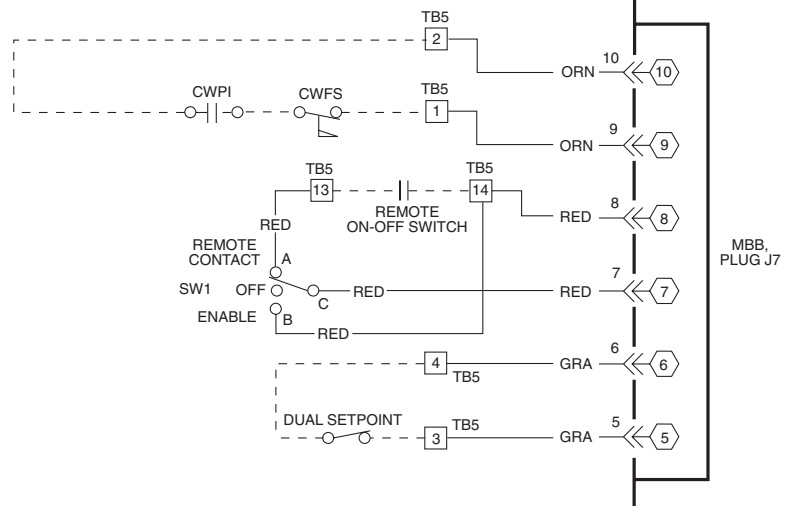 TB5
2
10
ORN
10
CWPI
CWFS
TB5
1
9
ORN
9
TB5
13
TB5
14
REMOTE
ON-OFF SWITCH
8
RED
8
RED
REMOTE
CONTACT
A
SW1
OFF
C
RED
7
RED
7
ENABLE
B
RED
MBB,
PLUG J7
4
TB5
6
GRA
6
DUAL SETPOINT
3
TB5
5
GRA
5